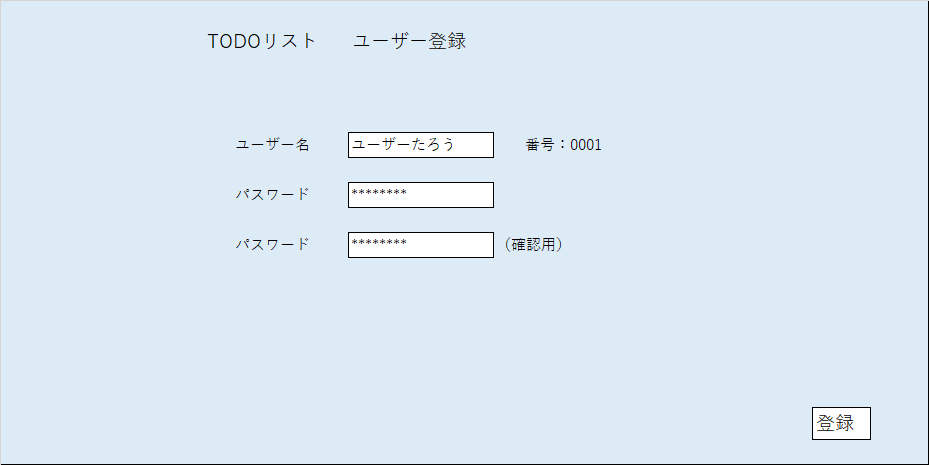 TODOリスト　　ユーザー登録
ユーザー名　ユーザーたろう　番号：0001
パスワード　********
パスワード　********　（確認用）
登録